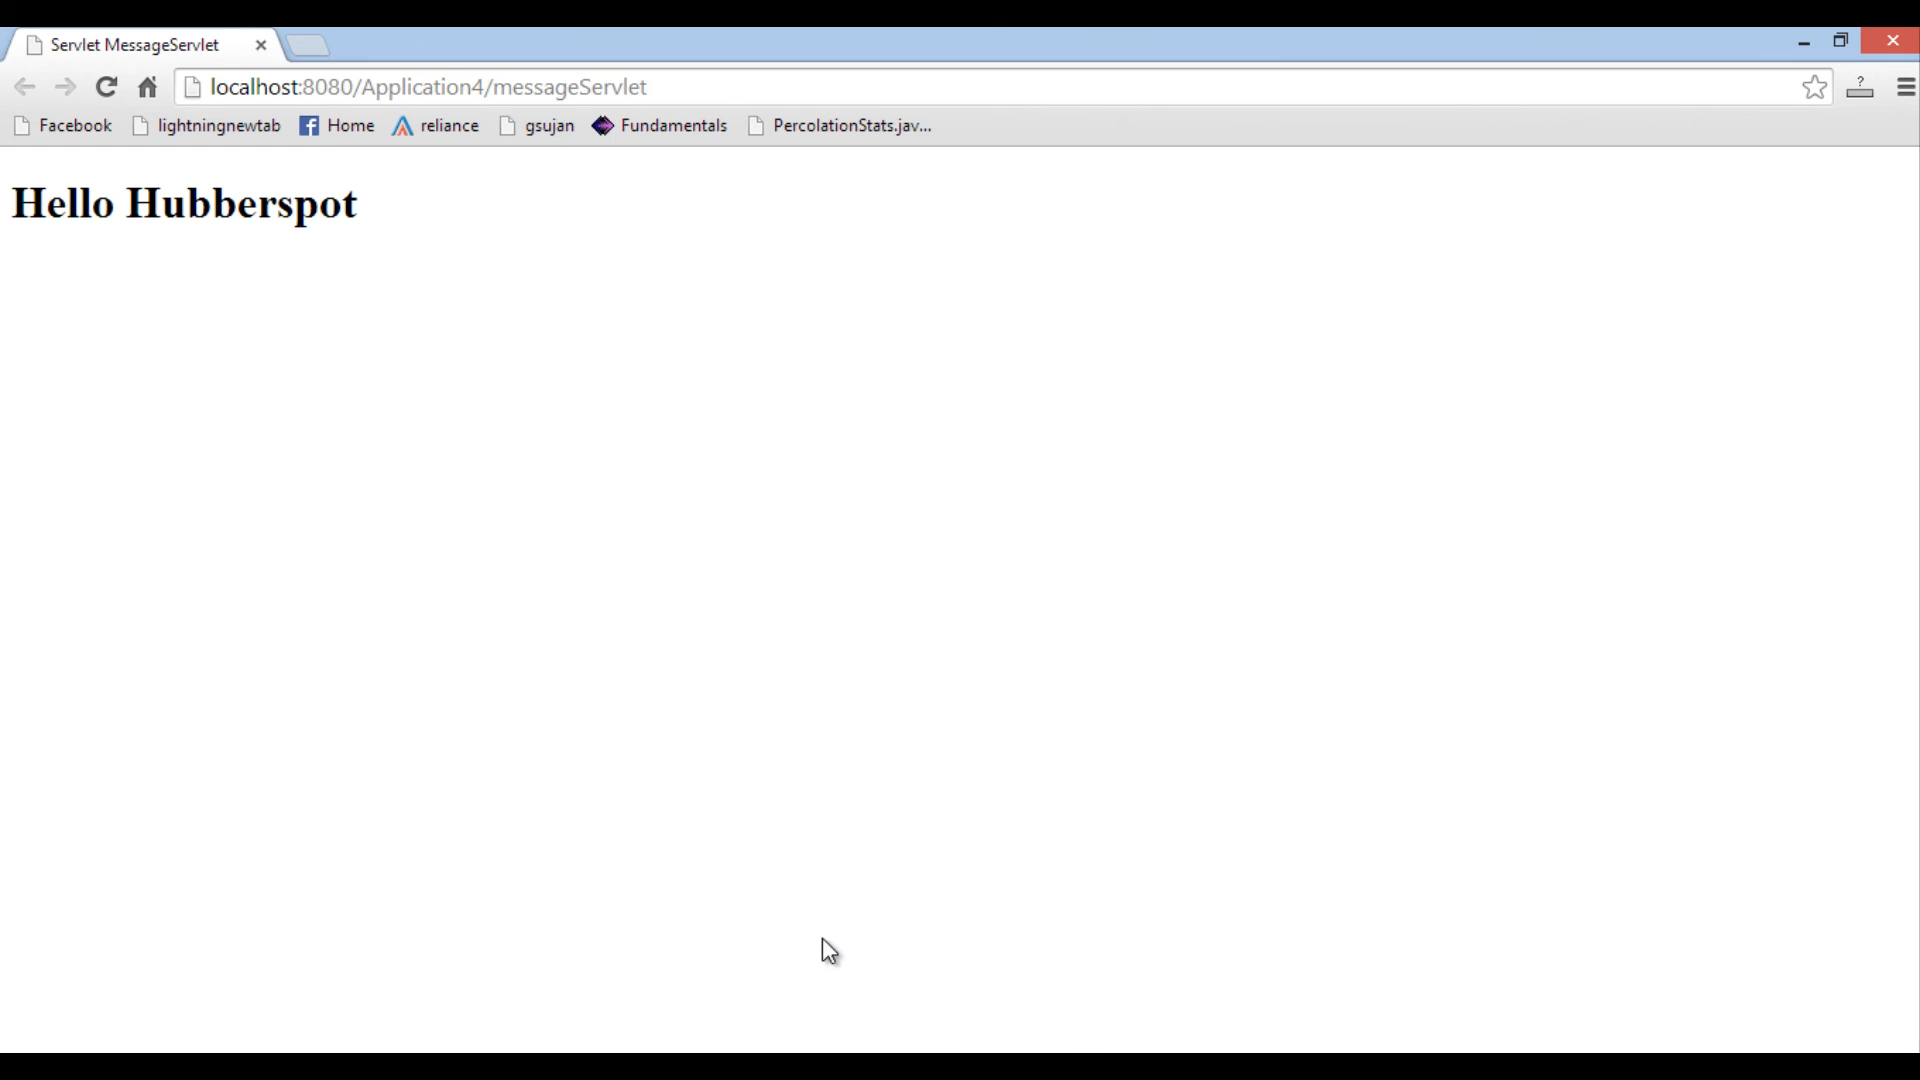 Servlet MessageServlet
localhost:8080/Application4/messageServlet
?
Facebook lightningnewtab Home reliance gsujan Fundamentals PercolationStats.jav...
Hello Hubberspot